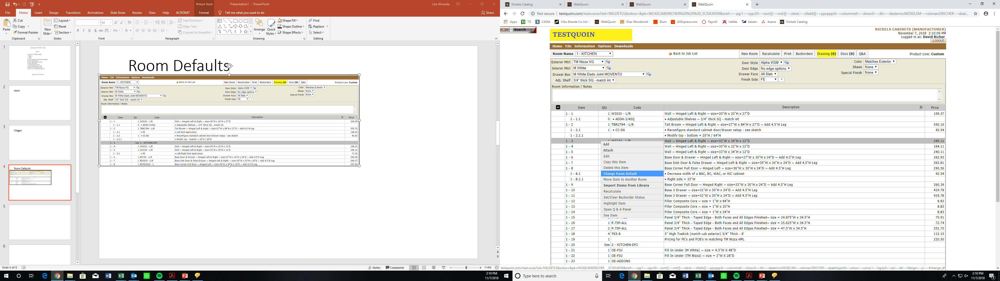 Picture Tools
Presentation1 - PowerPoint
Leo Almeida
File Home Insert Design Transitions Animations Slide Show Review View Help ACROBAT Format Tell me what you want to do
Share
Cut
Copy
Format Painter
Paste
Clipboard
New Slide
Layout
Reset
Section
Slides
44
Font
Text Direction
Align Text
Convert to SmartArt
Paragraph
Arrange
Quick Styles
Shape Fill
Shape Outline
Shape Effects
Drawing
Find
Replace
Select
Editing
1
2
Keith
3
Megan
4
Room Defaults
5
6
Room Defaults
Home File Information Options Downloads
Room Name 1 - KITCHEN Back to Job List New Room Recalculate Print Backorders Drawing (0) Docs (0) Q&A Product Line: Custom
Exterior Mtrl TM Nizza VG Door Style Alpha VGM Color Matches Exterior
Interior Mtrl M White Door Edge No edge options Sheen None
Drawer Box M White Dado Joint MOVENTO Drawer Face All Slab Special Finish None
Adj. Shelf 3/4" thick SQ - match int Finish Side FE
Room Information / Notes
Item Qty Code Description » Price
1 - 1 1 W3020 - L/R Wall ~ Hinged Left & Right ~ size=30"W x 20"H x 27"D 204.35
1 - 1.1 0 • ADSH-3/4SQ • Adjustable Shelves ~ 3/4" thick SQ - match int
1 - 2 1 TBR2784 - L/R Tall Broom ~ Hinged Left & Right ~ size=27"W x 84"H x 27"D ~ Add 4.5"H Leg 555.70
1 - 2.1 • FE • Left End Application 198.55
1 - 2.2 1 • CC-D6 • Reconfigure standard cabinet door/drawer setup - see sketch 43.60
1 - 2.2.1 • Modify top - bottom = 20"H / 64"H
2 - 3 See 2 - KITCHEN-DF2
1 - 4 1 W3022 - L/R Wall ~ Hinged Left & Right ~ size=30"W x 22"H x 12"D 168.20
1 - 5 1 W3334 - L/R Wall ~ Hinged Left & Right ~ size=33"W x 34"H x 12"D 246.10
1 - 5.1 • FE • Left/Right End Application 71.35
1 - 6 1 B2730 - L/R Base Door & Drawer ~ Hinged Left & Right ~ size=27"W x 30"H x 24"D ~ Add 4.5"H Leg 269.49
1 - 7 1 BS3530 - L/R Base Sink Door & False Drawer ~ Hinged Left & Right ~ size=35"W x 30"H x 24"D ~ Add 4.5"H Leg 269.37
1 - 8 1 BCFD3630 - L Base Corner Full Door ~ Hinged Left ~ size=36"W x 30"H x 24"D ~ Add 4.5"H Leg 297.82
Slide 4 of 8
Notes Comments 114%
2:10 PM
11/7/2018
Nickels Catalog WebQuoin WebQuoin WebQuoin
Not secure testquoin.com/main.wcsx?sid=NKLDETLS&srbox=&pk=NICKELSMDRICHER%20%20%20_5C50U65I9&xref=~~pg:1~~rpp:20~~sort:[]~~ord:[]~~stext:~~sfield:[]~~ppsppp:0~~columnref:~~show:0~~dlr:~~dealerno:NICKELSM~~rslsman:DRICHER~~deal...
Apps TD CAIXA Hiku Brands Co Ltd WebQuoin Elias Woodwork Blum AliExpress.com Payroll hafele. kaizen Asana Nickels Catalog
Search
TESTQUOIN
NICKELS CABINETS (MANUFACTURER)
November 7, 2018 2:10:09 PM
Logged in as: David Richer
LOGOUT
Home File Information Options Downloads
Room Name 1 - KITCHEN Back to Job List New Room Recalculate Print Backorders Drawing (0) Docs (0) Q&A Product Line: Custom
Exterior Mtrl TM Nizza VG Door Style Alpha VGM Color Matches Exterior
Interior Mtrl M White Door Edge No edge options Sheen None
Drawer Box M White Dado Joint MOVENTO Drawer Face All Slab Special Finish None
Adj. Shelf 3/4" thick SQ - match int Finish Side FE
Room Information / Notes
Item Qty Code Description » Price
1 - 1 1 W3020 - L/R Wall ~ Hinged Left & Right ~ size=30"W x 20"H x 27"D 199.37
1 - 1.1 0 • ADSH-3/4SQ • Adjustable Shelves ~ 3/4" thick SQ - match int
1 - 2 1 TBR2784 - L/R Tall Broom ~ Hinged Left & Right ~ size=27"W x 84"H x 27"D ~ Add 4.5"H Leg 542.16
1 - 2.1 1 • CC-D6 • Reconfigure standard cabinet door/drawer setup - see sketch 42.54
1 - 2.1.1 • Modify top - bottom = 20"H / 64"H
1 - 3 1 W3234 - L/R Wall ~ Hinged Left & Right ~ size=32"W x 34"H x 12"D 240.11
1 - 4 Wall ~ Hinged Left & Right ~ size=30"W x 22"H x 12"D 164.11
1 - 5 Wall ~ Hinged Left & Right ~ size=33"W x 34"H x 12"D 240.11
1 - 6 Base Door & Drawer ~ Hinged Left & Right ~ size=27"W x 30"H x 24"D ~ Add 4.5"H Leg 262.93
1 - 7 Base Sink Door & False Drawer ~ Hinged Left & Right ~ size=35"W x 30"H x 24"D ~ Add 4.5"H Leg 262.81
1 - 8 Base Corner Full Door ~ Hinged Left ~ size=36"W x 30"H x 24"D ~ Add 4.5"H Leg 290.56
1 - 8.1 • Decrease width of a BAC, BC, WAC, or WC cabinet 42.54
1 - 8.1.1 • Right side = 33"W
1 - 9 Base Corner Full Door ~ Hinged Right ~ size=33"W x 30"H x 24"D ~ Add 4.5"H Leg 260.39
1 - 10 Base 3 Drawer ~ size=31"W x 30"H x 24"D ~ Add 4.5"H Leg 419.78
1 - 11 Base 3 Drawer ~ size=31"W x 30"H x 24"D ~ Add 4.5"H Leg 419.78
1 - 12 Filler Composite Core ~ size = 1"W x 84"H 8.83
1 - 13 Filler Composite Core ~ size = 1"W x 20"H 8.83
1 - 14 Filler Composite Core ~ size = 1"W x 34"H 8.83
1 - 15 Panel 3/4" Thick - Taped Edge - Both Faces and All Edges Finished~ size = 24.875"W x 34.5"H 70.91
1 - 16 1 P.75P-ALL Panel 3/4" Thick - Taped Edge - Both Faces and All Edges Finished~ size = 25.625"W x 34.5"H 72.74
1 - 17 2 P.75P-ALL Panel 3/4" Thick - Taped Edge - Both Faces and All Edges Finished~ size = 47.5"W x 34.5"H 251.70
1 - 18 4 TK5-8 5" High Toekick (match cab exterior) 3/4" Thick - 8' 112.15
1 - 19 1 Pricing for FE's and FCB's in matching TM Nizza HPL 220.50
2 - 20 See 2 - KITCHEN-DF2
1 - 21 1 OE-FIU Fill In Under (M White) ~ size = 4.5"W X 48"D
1 - 22 1 OE-FIU Fill In Under (TM Nizza) ~ size = 2"W X 28"D
1 - 23 1 OE-ADDONS
Add
Attach
Edit
Copy this Item
Delete this Item
Change Room Default
Move Item to Another Room
Import Items from Library
Recalculate
Set/Clear Backorder Status
Highlight Item
Open Q & A Panel
See Item
testquoin.com/main.wcsx?sid=NKLDETLS&srbox=&pk=NICKELSMDRICHER _5C50U65I9&xref=~~pg:1~~rpp:20~~sort:[]~~ord:[]~~stext:~~sfield:[]~~ppsppp:0~~columnref:~~show:0~~dlr:~~dealerno:NICKELSM~~rslsman:DRICHER~~dealertype:M~~srbox:~~cssno:1~~isgrp:0~~cal:~~dt:~~fdesgn:~~jc:~~#change_df
Type here to search
2:10 PM
11/7/2018